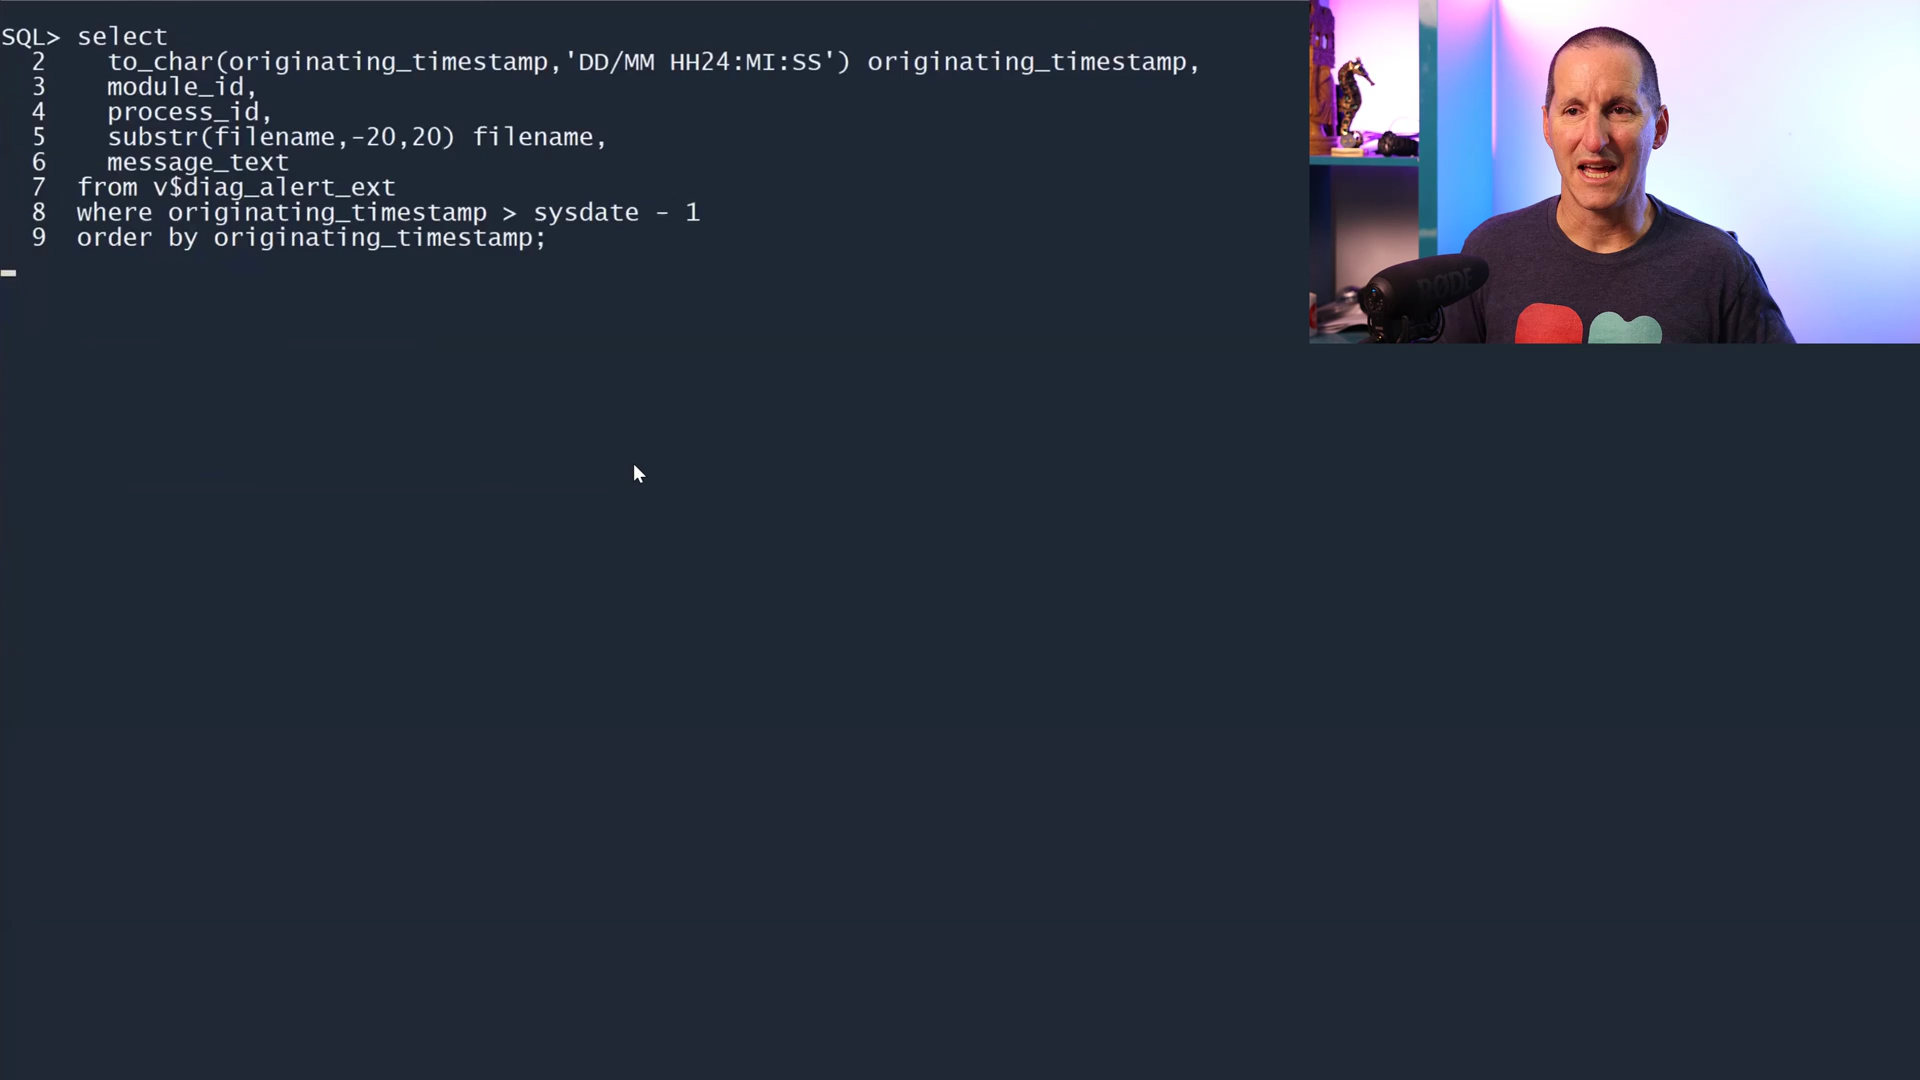 SQL> select
  2    to_char(originating_timestamp,'DD/MM HH24:MI:SS') originating_timestamp,
  3    module_id,
  4    process_id,
  5    substr(filename,-20,20) filename,
  6    message_text
  7  from v$diag_alert_ext
  8  where originating_timestamp > sysdate - 1
  9  order by originating_timestamp;
RØDE